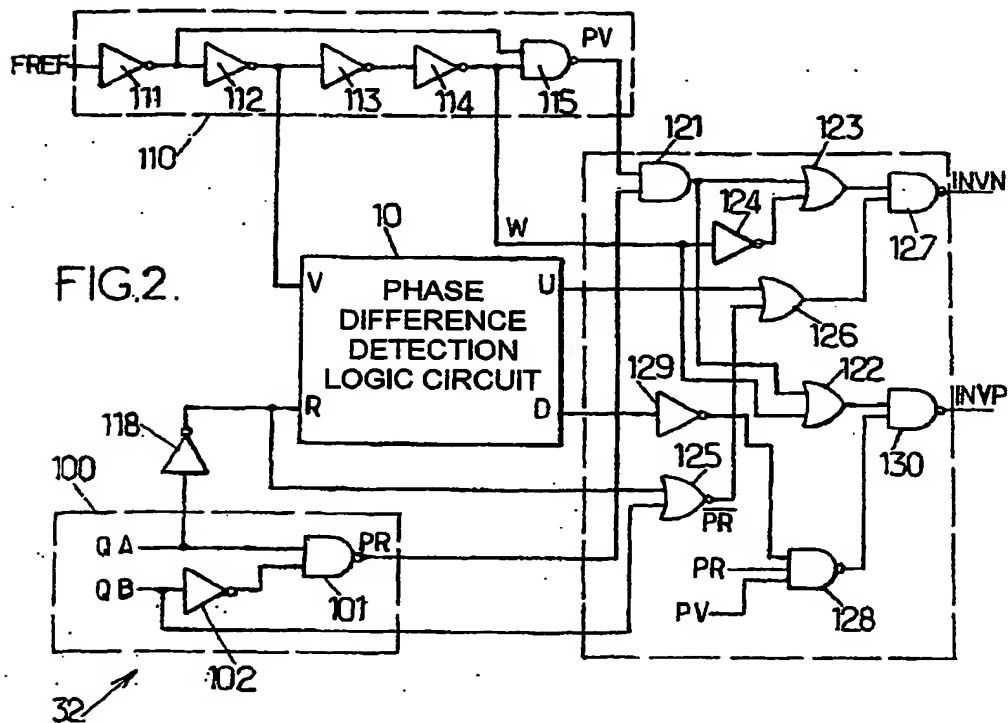 FREF
111
112
113
114
115
PV
110
121
123
INVN
124
127
10
W
FIG.2.
V
U
PHASE
DIFFERENCE
DETECTION
LOGIC CIRCUIT
126
129
122
INVP
R
D
118
130
125
100
PR
QA
PR
QB
101
PR
PV
128
102
32